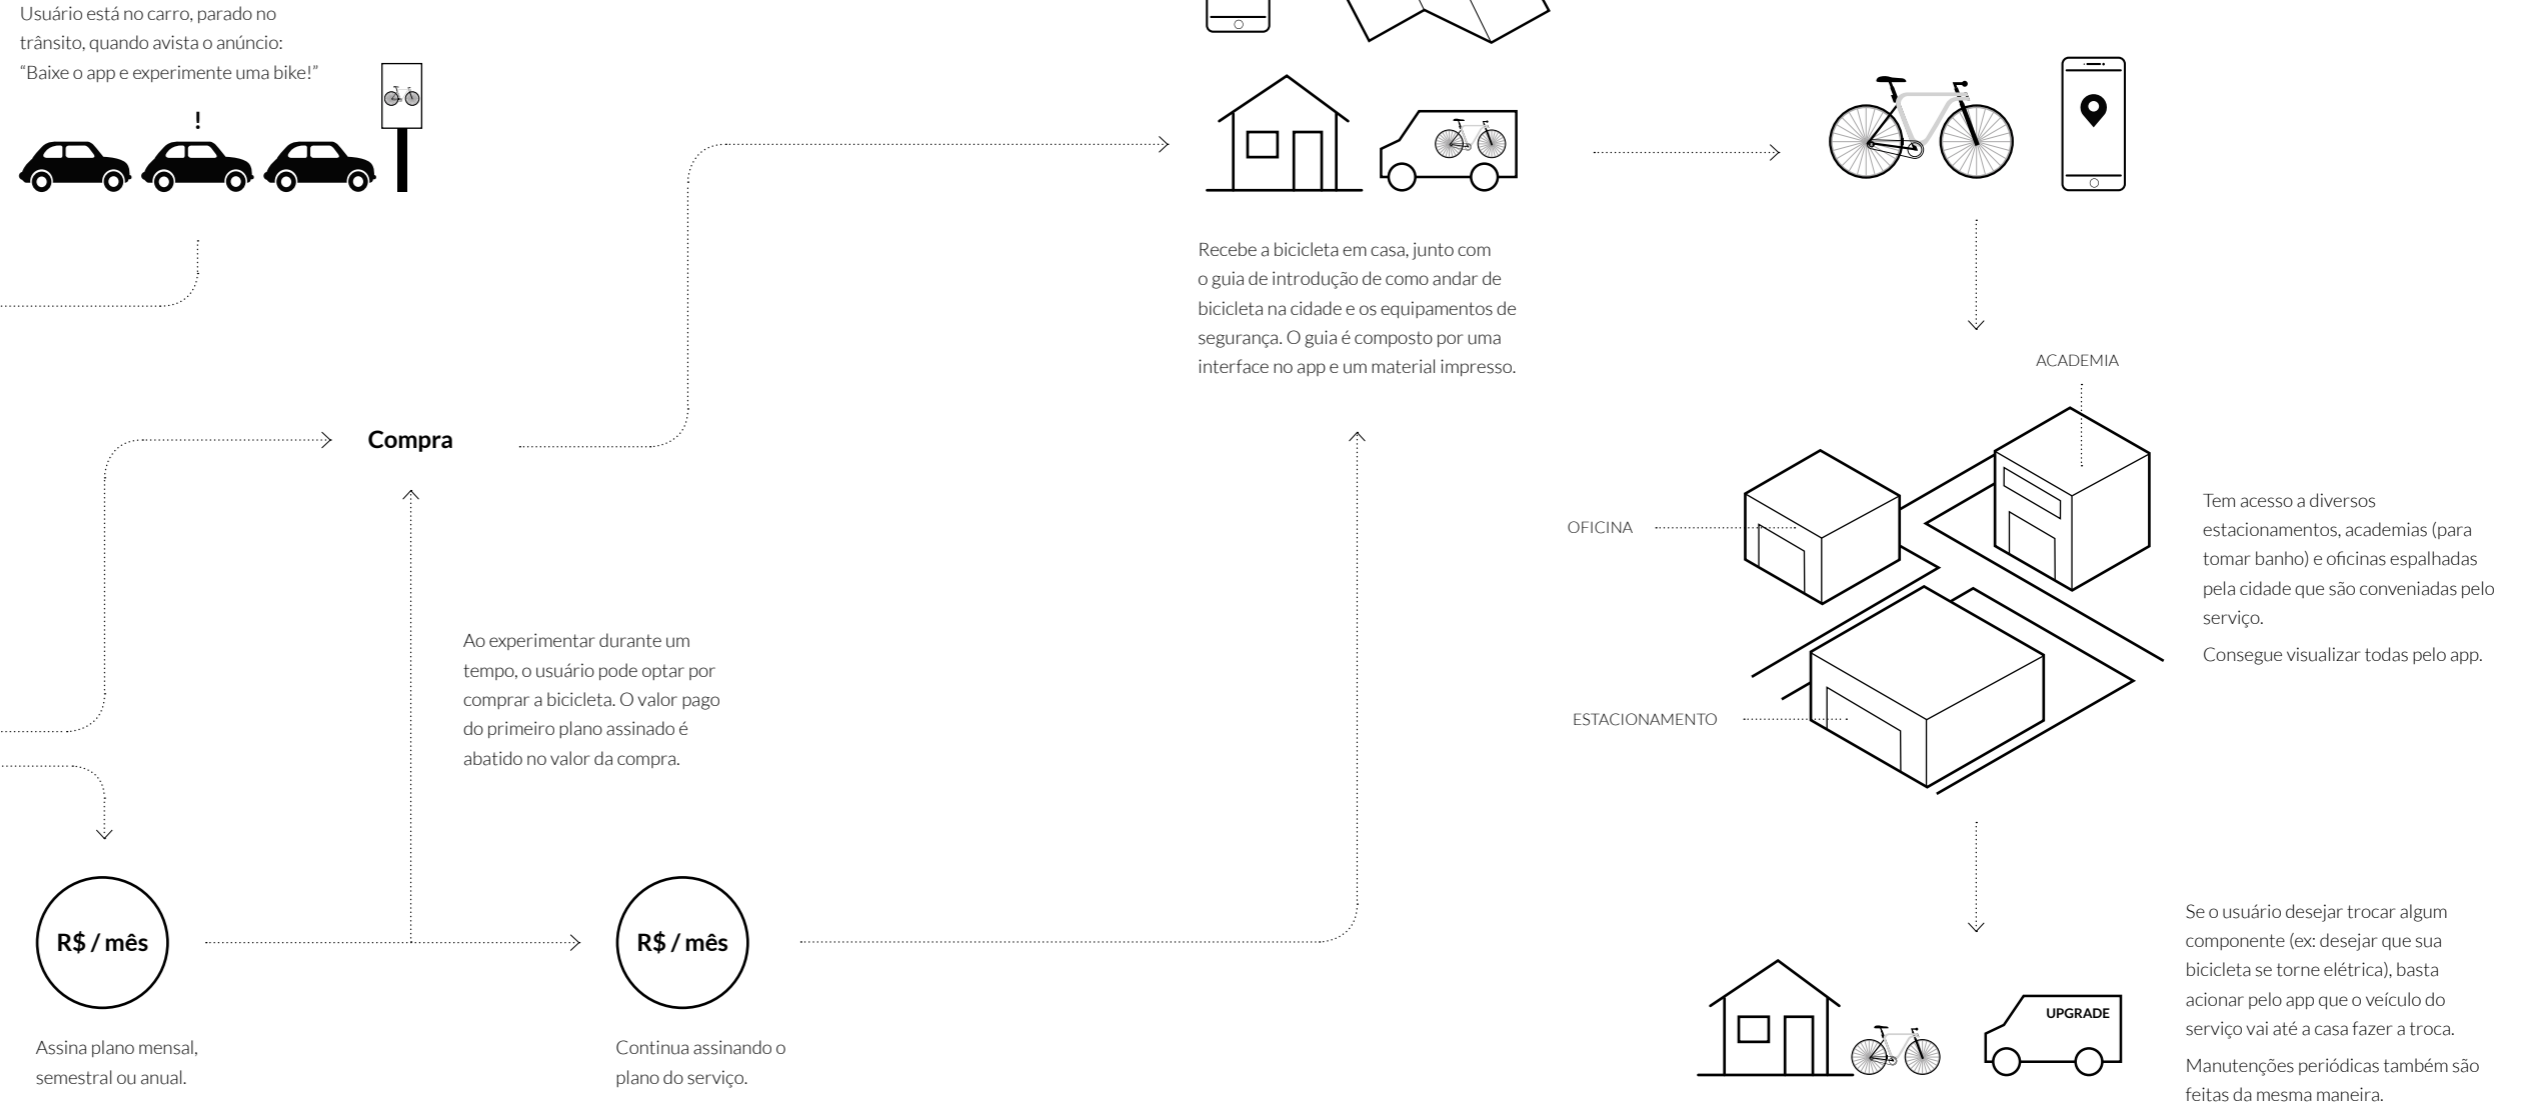 Usuário está no carro, parado no
trânsito, quando avista o anúncio:
“Baixe o app e experimente uma bike!”
!
Recebe a bicicleta em casa, junto com
o guia de introdução de como andar de
bicicleta na cidade e os equipamentos de
segurança. O guia é composto por uma
interface no app e um material impresso.
Compra
Ao experimentar durante um
tempo, o usuário pode optar por
comprar a bicicleta. O valor pago
do primeiro plano assinado é
abatido no valor da compra.
R$ / mês
Assina plano mensal,
semestral ou anual.
R$ / mês
Continua assinando o
plano do serviço.
ACADEMIA
OFICINA
ESTACIONAMENTO
Tem acesso a diversos
estacionamentos, academias (para
tomar banho) e oficinas espalhadas
pela cidade que são conveniadas pelo
serviço.
Consegue visualizar todas pelo app.
UPGRADE
Se o usuário desejar trocar algum
componente (ex: desejar que sua
bicicleta se torne elétrica), basta
acionar pelo app que o veículo do
serviço vai até a casa fazer a troca.
Manutenções periódicas também são
feitas da mesma maneira.